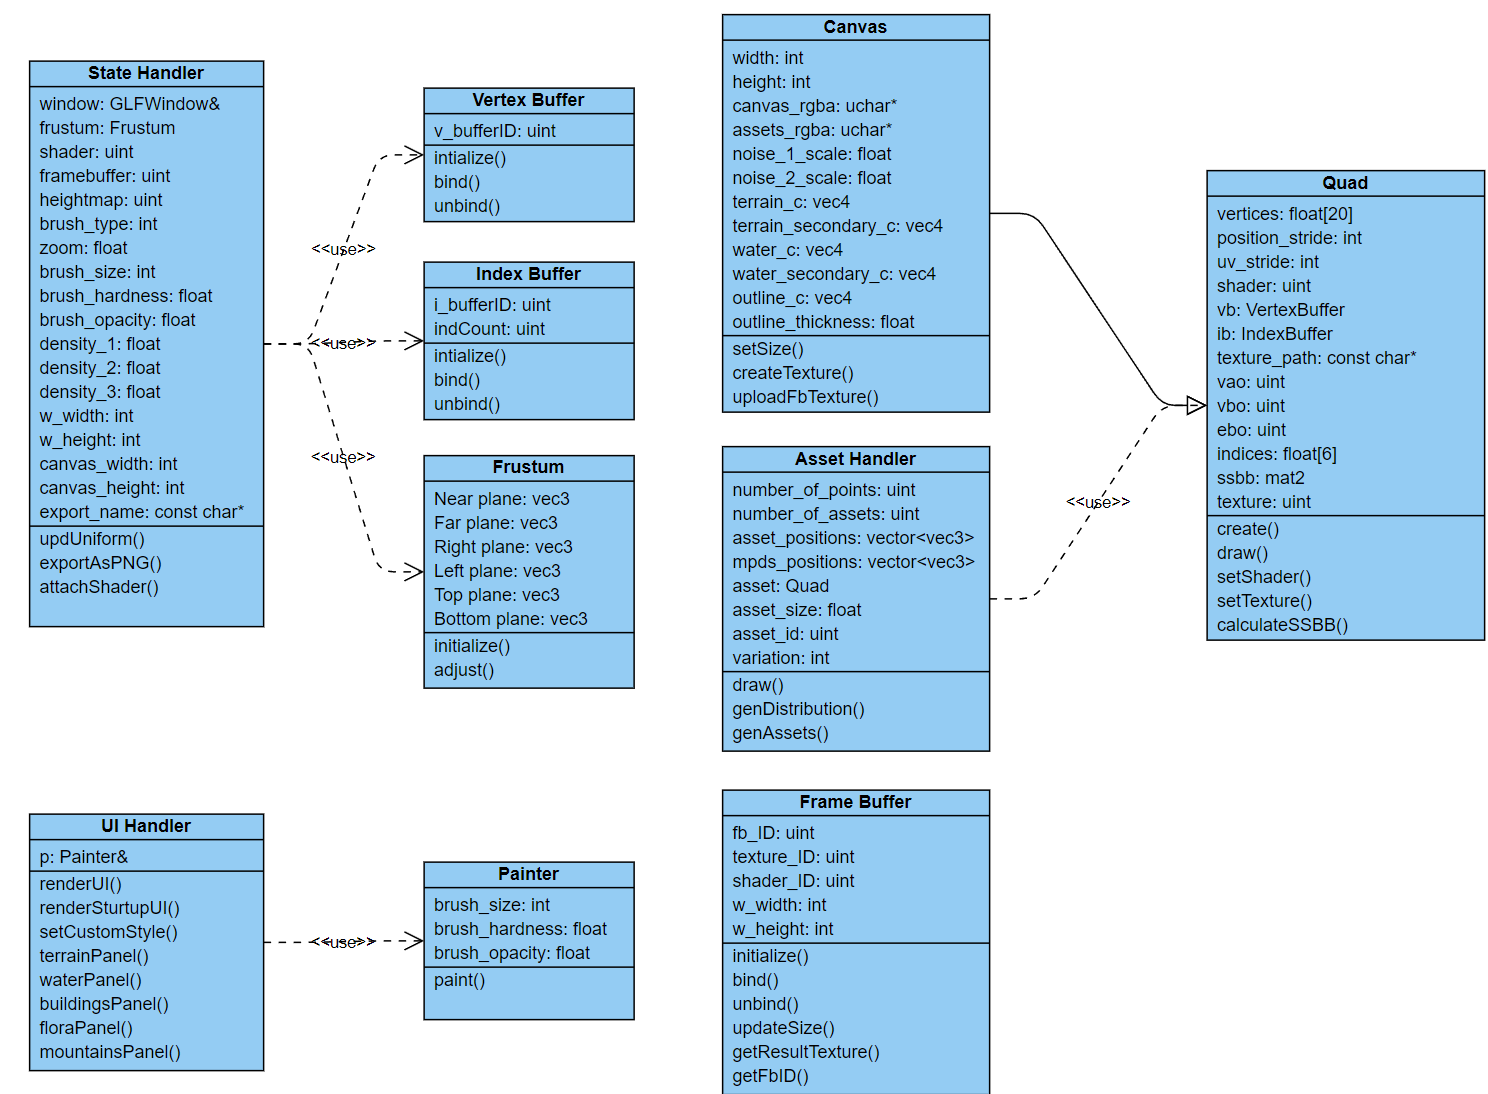 State Handler
window: GLFWindow&
frustum: Frustum
shader: uint
framebuffer: uint
heightmap: uint
brush_type: int
zoom: float
brush_size: int
brush_hardness: float
brush_opacity: float
density_1: float
density_2: float
density_3: float
w_width: int
w_height: int
canvas_width: int
canvas_height: int
export_name: const char*
updUniform()
exportAsPNG()
attachShader()
<<use>>
<<use>>
<<use>>
Vertex Buffer
v_bufferID: uint
intialize()
bind()
unbind()
Index Buffer
i_bufferID: uint
indCount: uint
intialize()
bind()
unbind()
Frustum
Near plane: vec3
Far plane: vec3
Right plane: vec3
Left plane: vec3
Top plane: vec3
Bottom plane: vec3
initialize()
adjust()
Canvas
width: int
height: int
canvas_rgba: uchar*
assets_rgba: uchar*
noise_1_scale: float
noise_2_scale: float
terrain_c: vec4
terrain_secondary_c: vec4
water_c: vec4
water_secondary_c: vec4
outline_c: vec4
outline_thickness: float
setSize()
createTexture()
uploadFbTexture()
Asset Handler
number_of_points: uint
number_of_assets: uint
asset_positions: vector<vec3>
mpds_positions: vector<vec3>
asset: Quad
asset_size: float
asset_id: uint
variation: int
draw()
genDistribution()
genAssets()
<<use>>
Quad
vertices: float[20]
position_stride: int
uv_stride: int
shader: uint
vb: VertexBuffer
ib: IndexBuffer
texture_path: const char*
vao: uint
vbo: uint
ebo: uint
indices: float[6]
ssbb: mat2
texture: uint
create()
draw()
setShader()
setTexture()
calculateSSBB()
UI Handler
p: Painter&
renderUI()
renderSturtupUI()
setCustomStyle()
terrainPanel()
waterPanel()
buildingsPanel()
floraPanel()
mountainsPanel()
<<use>>
Painter
brush_size: int
brush_hardness: float
brush_opacity: float
paint()
Frame Buffer
fb_ID: uint
texture_ID: uint
shader_ID: uint
w_width: int
w_height: int
initialize()
bind()
unbind()
updateSize()
getResultTexture()
getFbID()